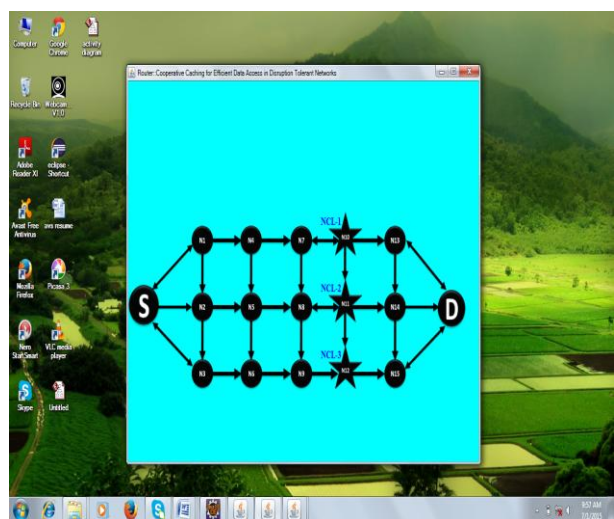 Computer
Google Chrome
activity diagram
Recycle Bin
Webcam V1.0
Adobe Reader XI
eclipse - Shortcut
Avast Free Antivirus
avs resume
Mozilla Firefox
Picasa 3
Nero StartSmart
VLC media player
Skype
Untitled
Router::Cooperative Caching for Efficient Data Access in Disruption Tolerant Networks
NCL-1
N1
N4
N7
N10
N13
NCL-2
S
N2
N5
N8
N11
N14
D
NCL-3
N3
N6
N9
N12
N15
9:57 AM